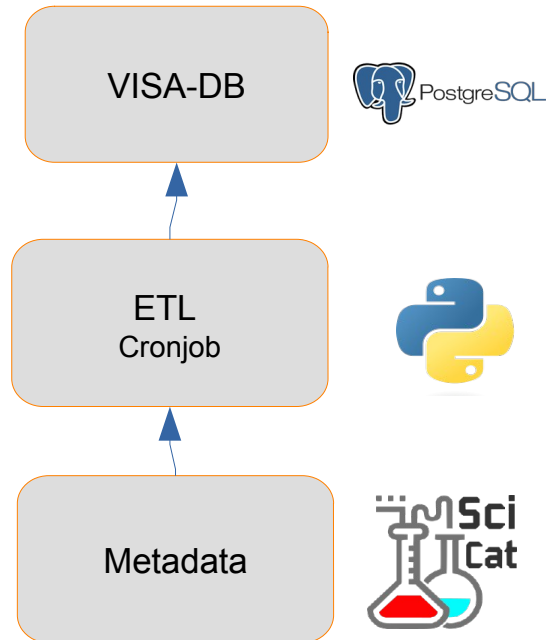 VISA-DB
PostgreSQL
ETL
Cronjob
Metadata
Sci
Cat